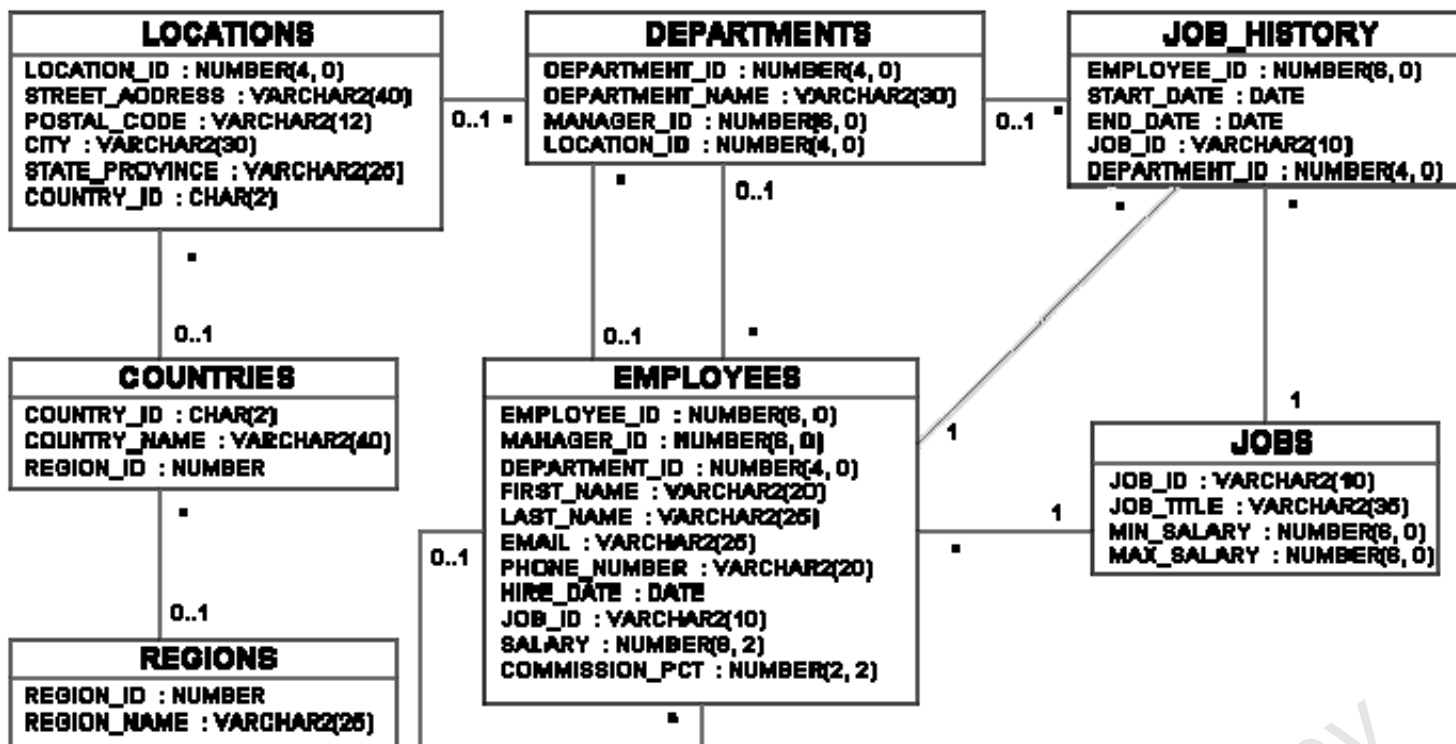 LOCATIONS
LOCATION_ID : NUMBER(4, 0)
STREET_ADDRESS : VARCHAR2(40)
POSTAL_CODE : VARCHAR2(12)
CITY : VARCHAR2(30)
STATE_PROVINCE : VARCHAR2(25)
COUNTRY_ID : CHAR(2)
0..1 *
DEPARTMENTS
DEPARTMENT_ID : NUMBER(4, 0)
DEPARTMENT_NAME : VARCHAR2(30)
MANAGER_ID : NUMBER(6, 0)
LOCATION_ID : NUMBER(4, 0)
0..1 *
JOB_HISTORY
EMPLOYEE_ID : NUMBER(6, 0)
START_DATE : DATE
END_DATE : DATE
JOB_ID : VARCHAR2(10)
DEPARTMENT_ID : NUMBER(4, 0)
*
0..1
*
0..1
0..1
*
*
1
*
1
COUNTRIES
COUNTRY_ID : CHAR(2)
COUNTRY_NAME : VARCHAR2(40)
REGION_ID : NUMBER
*
0..1
EMPLOYEES
EMPLOYEE_ID : NUMBER(6, 0)
MANAGER_ID : NUMBER(6, 0)
DEPARTMENT_ID : NUMBER(4, 0)
FIRST_NAME : VARCHAR2(20)
LAST_NAME : VARCHAR2(25)
EMAIL : VARCHAR2(25)
PHONE_NUMBER : VARCHAR2(20)
HIRE_DATE : DATE
JOB_ID : VARCHAR2(10)
SALARY : NUMBER(8, 2)
COMMISSION_PCT : NUMBER(2, 2)
0..1
*
* 1
JOBS
JOB_ID : VARCHAR2(10)
JOB_TITLE : VARCHAR2(35)
MIN_SALARY : NUMBER(6, 0)
MAX_SALARY : NUMBER(6, 0)
REGIONS
REGION_ID : NUMBER
REGION_NAME : VARCHAR2(25)